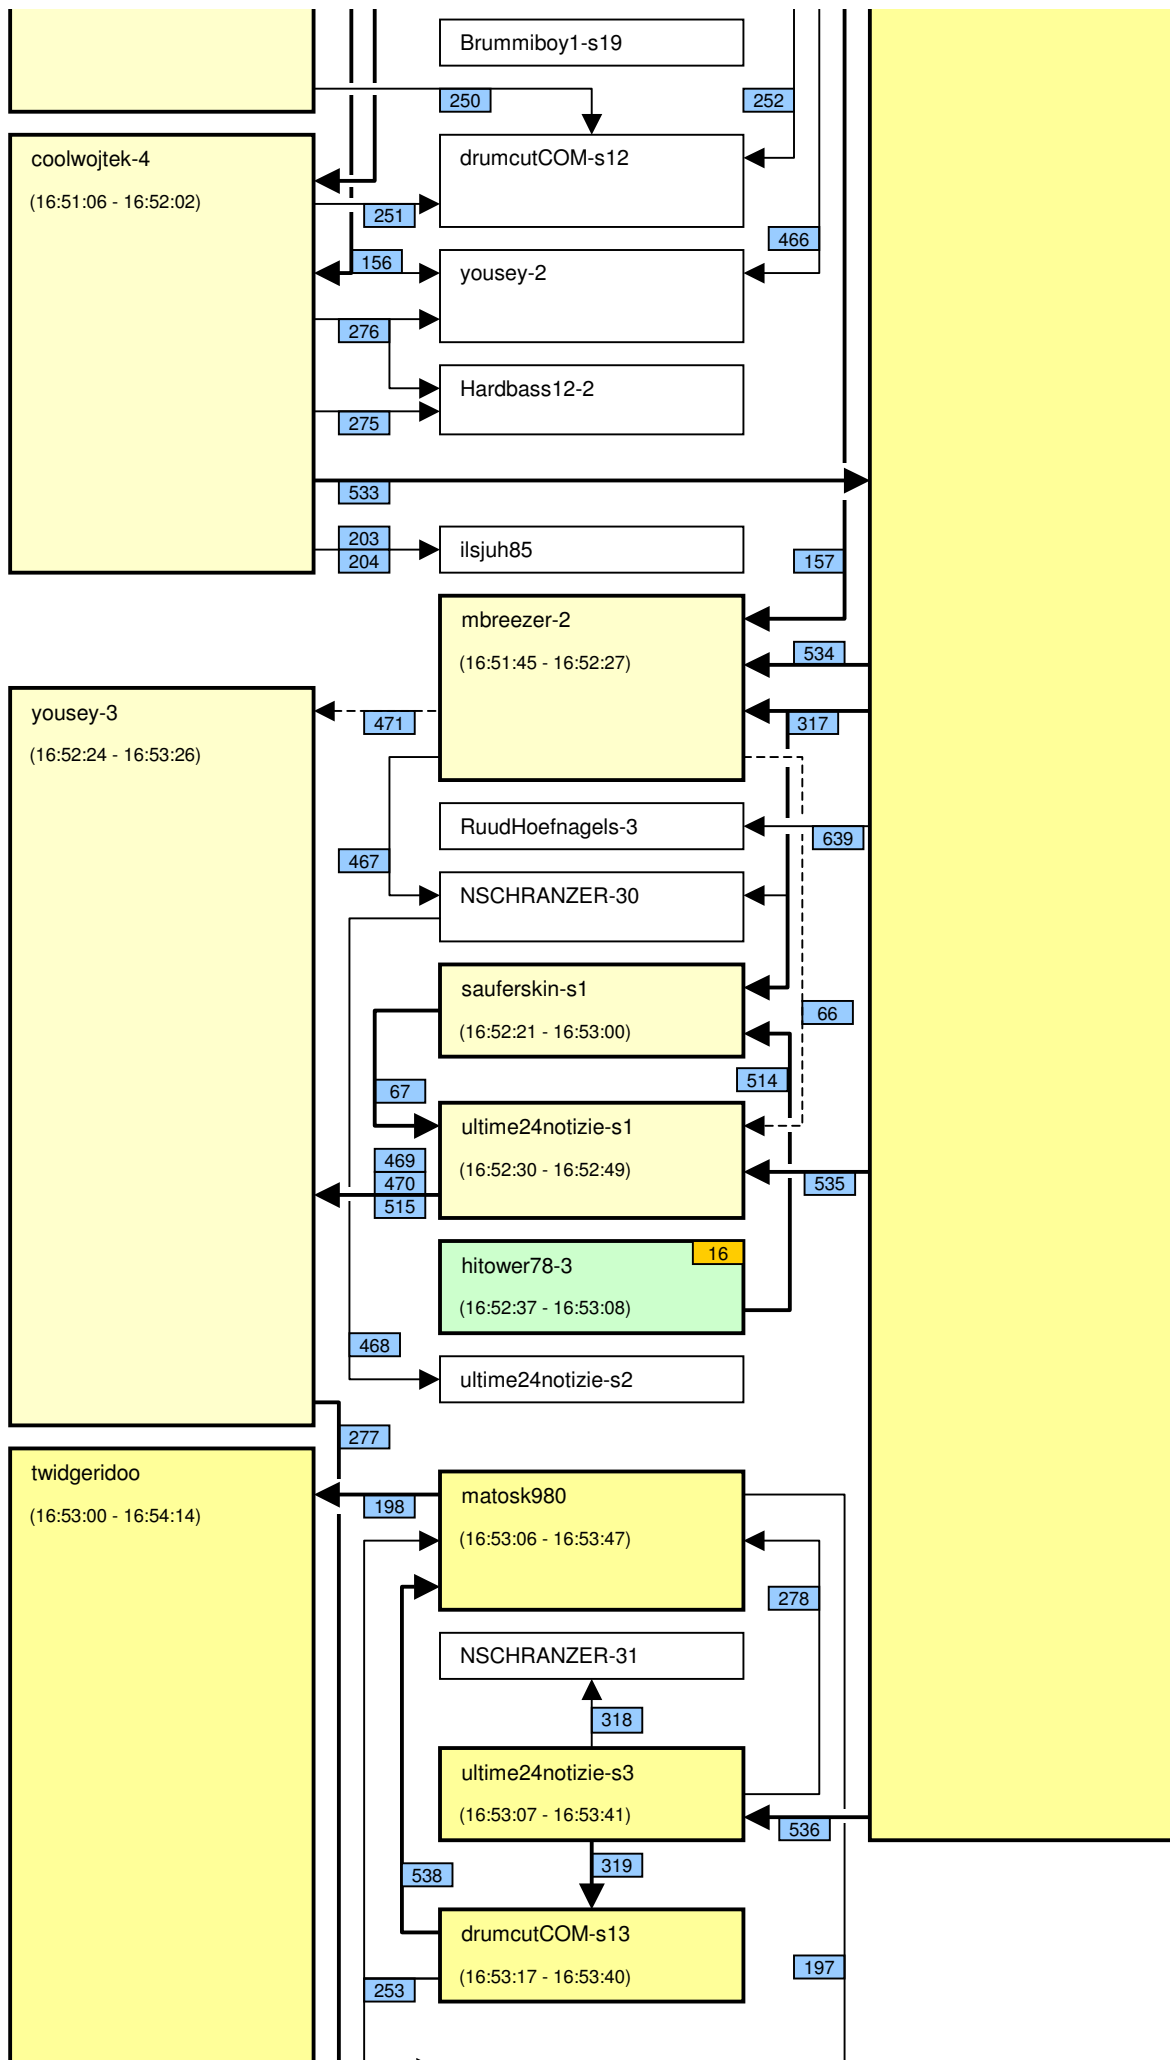 Brummiboy1-s19
250
252
coolwojtek-4
(16:51:06 - 16:52:02)
drumcutCOM-s12
251
466
156
yousey-2
276
Hardbass12-2
275
533
203
204
ilsjuh85
157
mbreezer-2
(16:51:45 - 16:52:27)
534
yousey-3
(16:52:24 - 16:53:26)
471
317
RuudHoefnagels-3
639
467
NSCHRANZER-30
sauferskin-s1
(16:52:21 - 16:53:00)
66
67
514
ultime24notizie-s1
(16:52:30 - 16:52:49)
469
470
515
535
hitower78-3
16
(16:52:37 - 16:53:08)
468
ultime24notizie-s2
277
twidgeridoo
(16:53:00 - 16:54:14)
198
matosk980
(16:53:06 - 16:53:47)
278
NSCHRANZER-31
318
ultime24notizie-s3
(16:53:07 - 16:53:41)
536
319
538
drumcutCOM-s13
(16:53:17 - 16:53:40)
197
253